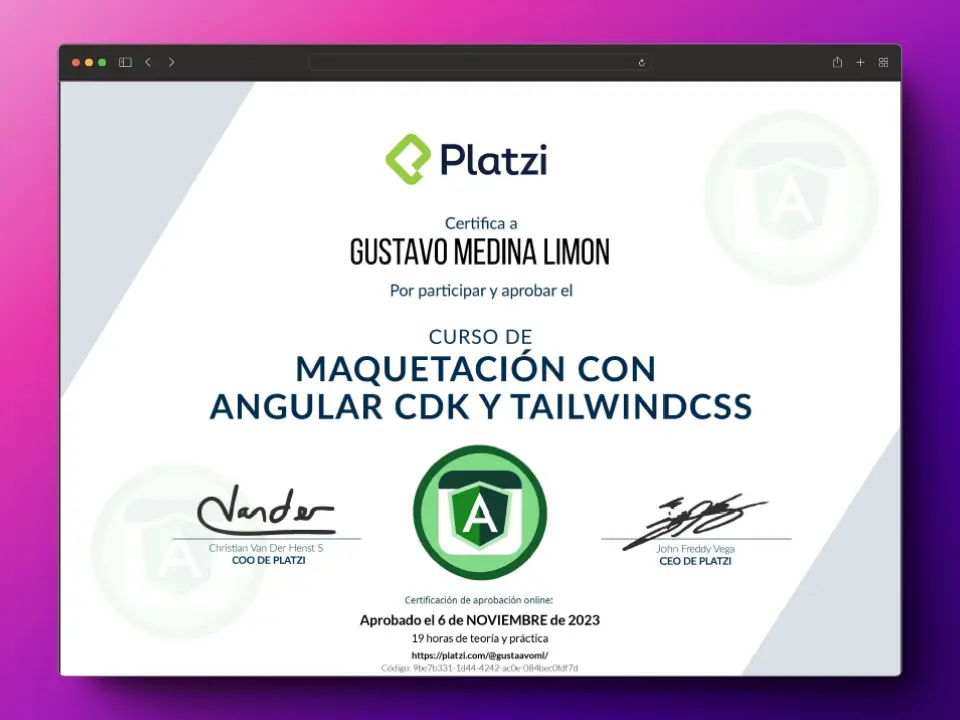 Platzi
Certifica a
GUSTAVO MEDINA LIMON
Por participar y aprobar el
CURSO DE
MAQUETACIÓN CON
ANGULAR CDK Y TAILWINDCSS
Vander
Christian Van Der Henst S
COO DE PLATZI
A
John Freddy Vega
CEO DE PLATZI
Certificación de aprobación online:
Aprobado el 6 de NOVIEMBRE de 2023
19 horas de teoría y práctica
https://platzi.com/@gustaavoml/
Código: 9be7b331-1d44-4242-ac0e-084bec0fdf7d